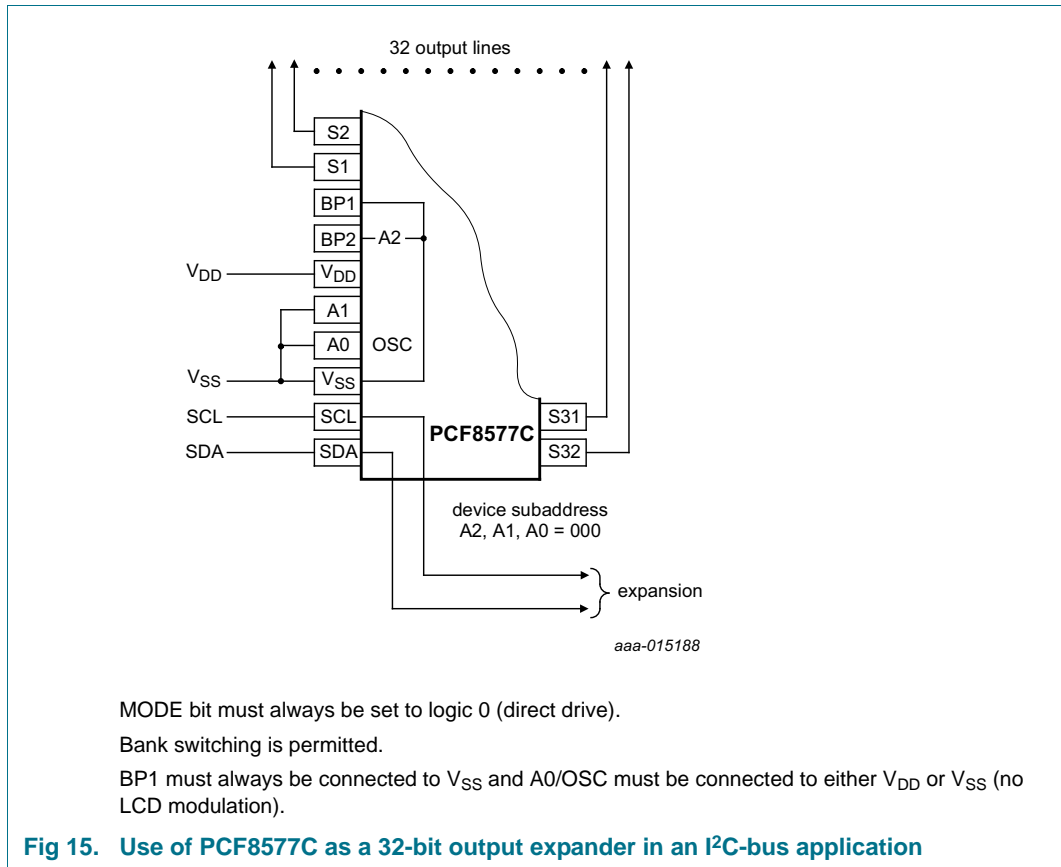 32 output lines
S2
S1
BP1
BP2 A2
VDD VDD
A1
A0 OSC
VSS VSS
SCL SCL
SDA SDA
S31
PCF8577C
S32
device subaddress
A2, A1, A0 = 000
expansion
aaa-015188
MODE bit must always be set to logic 0 (direct drive).
Bank switching is permitted.
BP1 must always be connected to VSS and A0/OSC must be connected to either VDD or VSS (no
LCD modulation).
Fig 15. Use of PCF8577C as a 32-bit output expander in an I²C-bus application